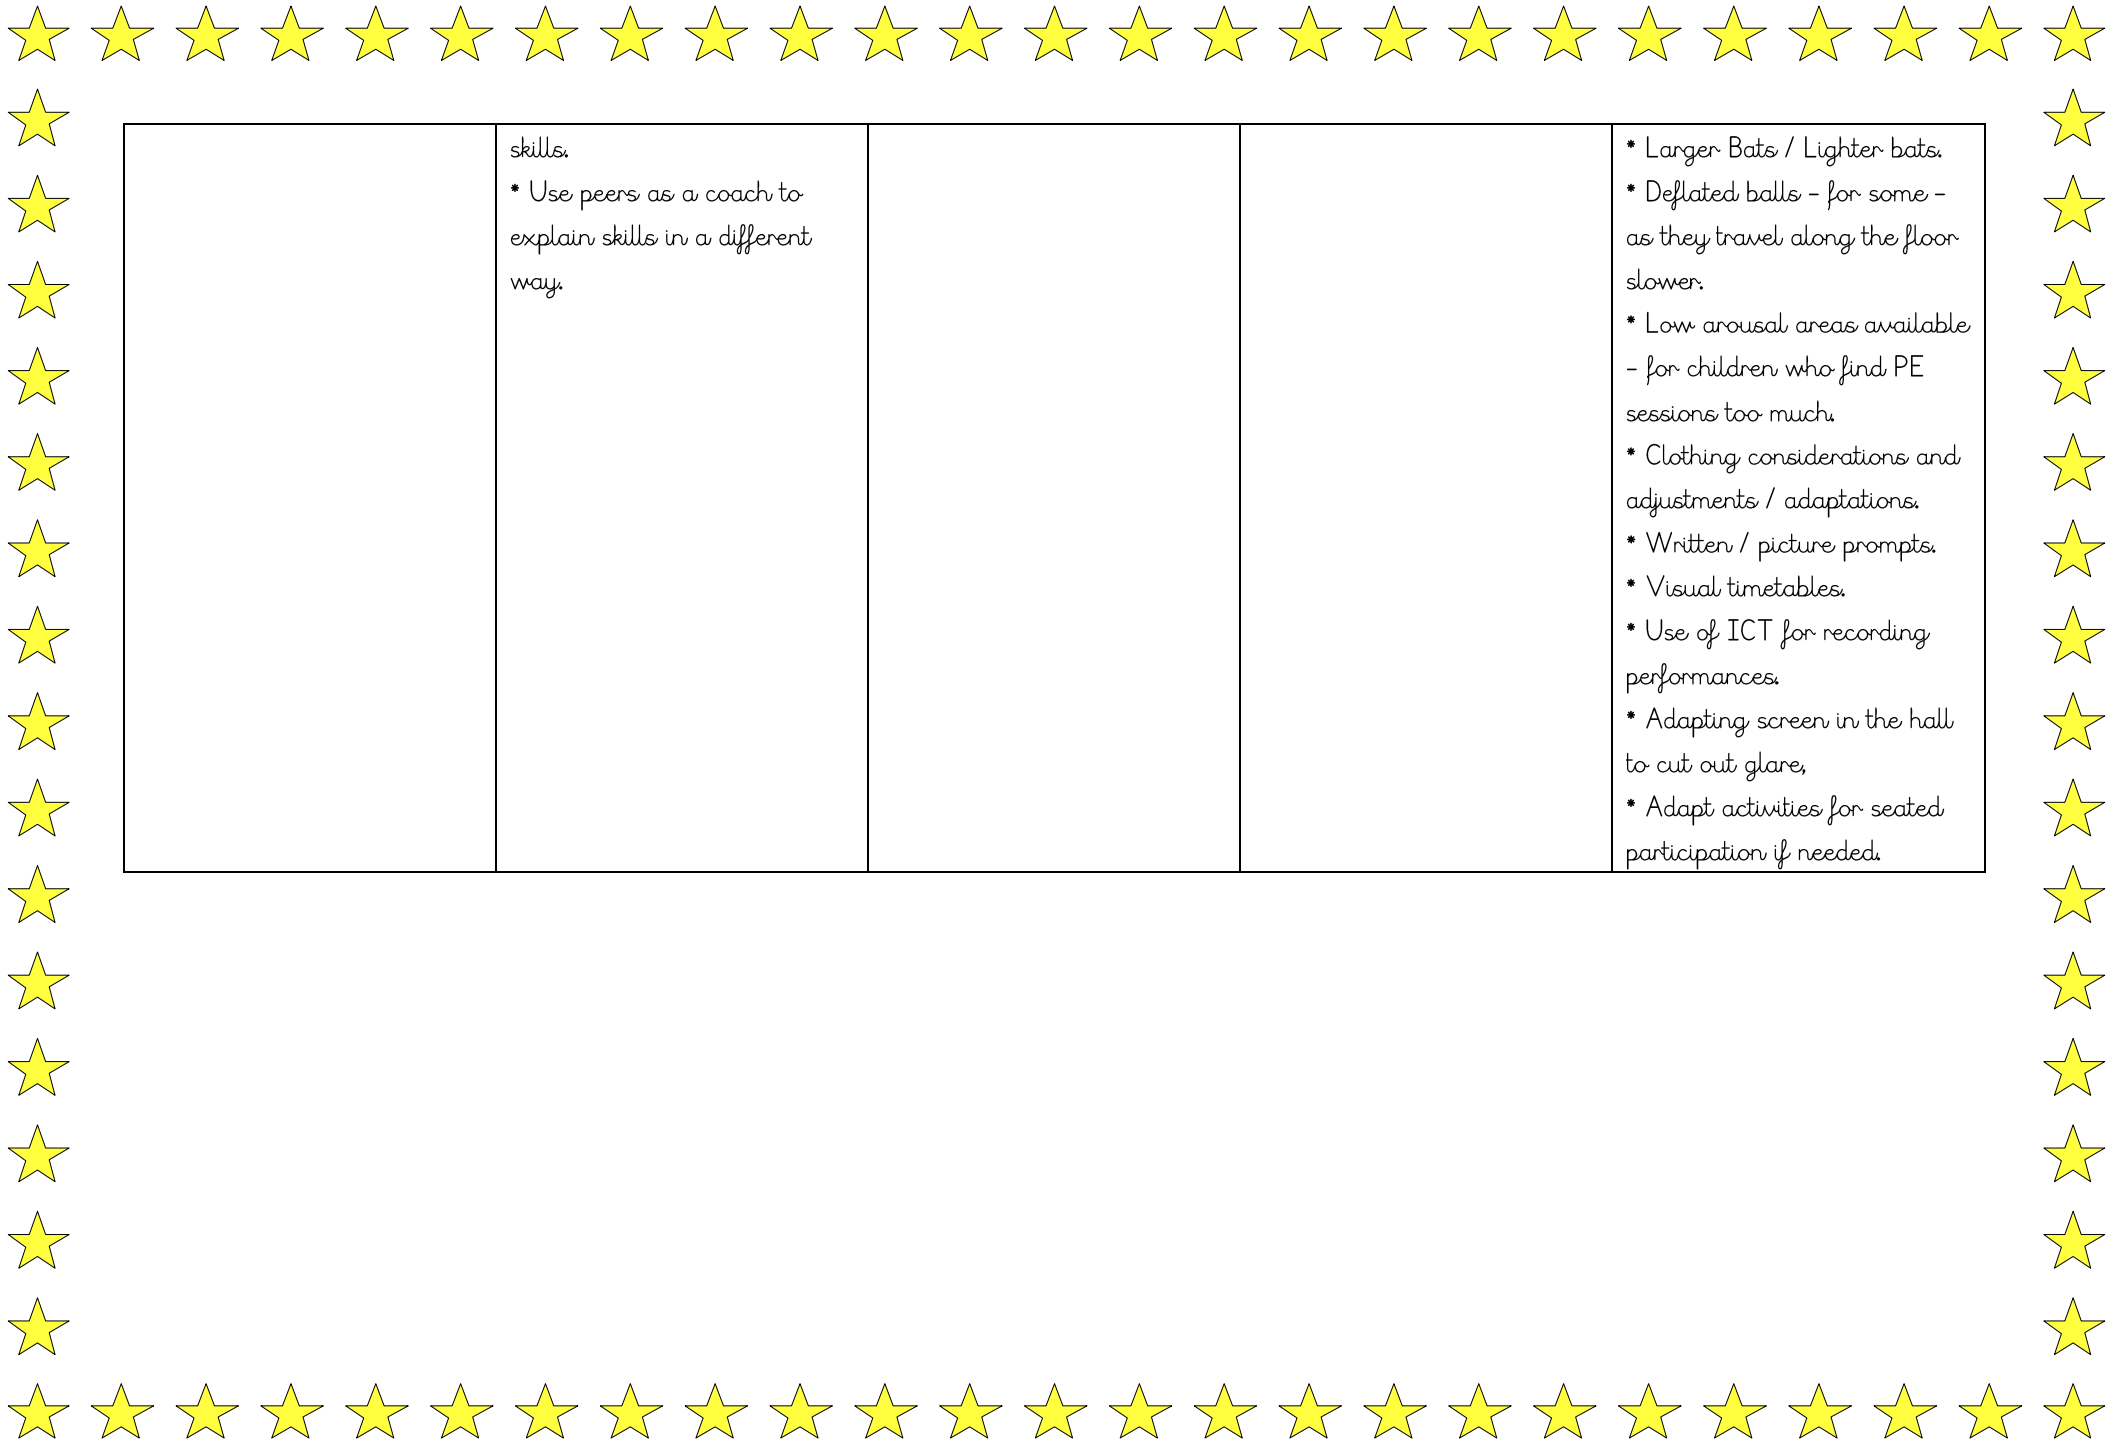 skills.
* Use peers as a coach to
explain skills in a different
way.
* Larger Bats / Lighter bats.
* Deflated balls – for some –
as they travel along the floor
slower.
* Low arousal areas available
– for children who find PE
sessions too much.
* Clothing considerations and
adjustments / adaptations.
* Written / picture prompts.
* Visual timetables.
* Use of ICT for recording
performances.
* Adapting screen in the hall
to cut out glare,
* Adapt activities for seated
participation if needed.